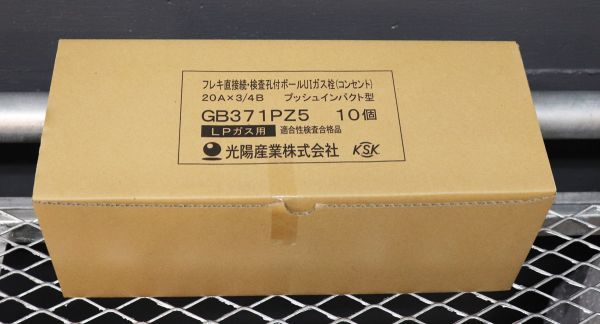 フレキ直接続・検査孔付ボールUIガス栓(コンセント)
20A×3/4B プッシュインパクト型
GB371PZ5 10個
LPガス用 適合性検査合格品
光陽産業株式会社 KSK